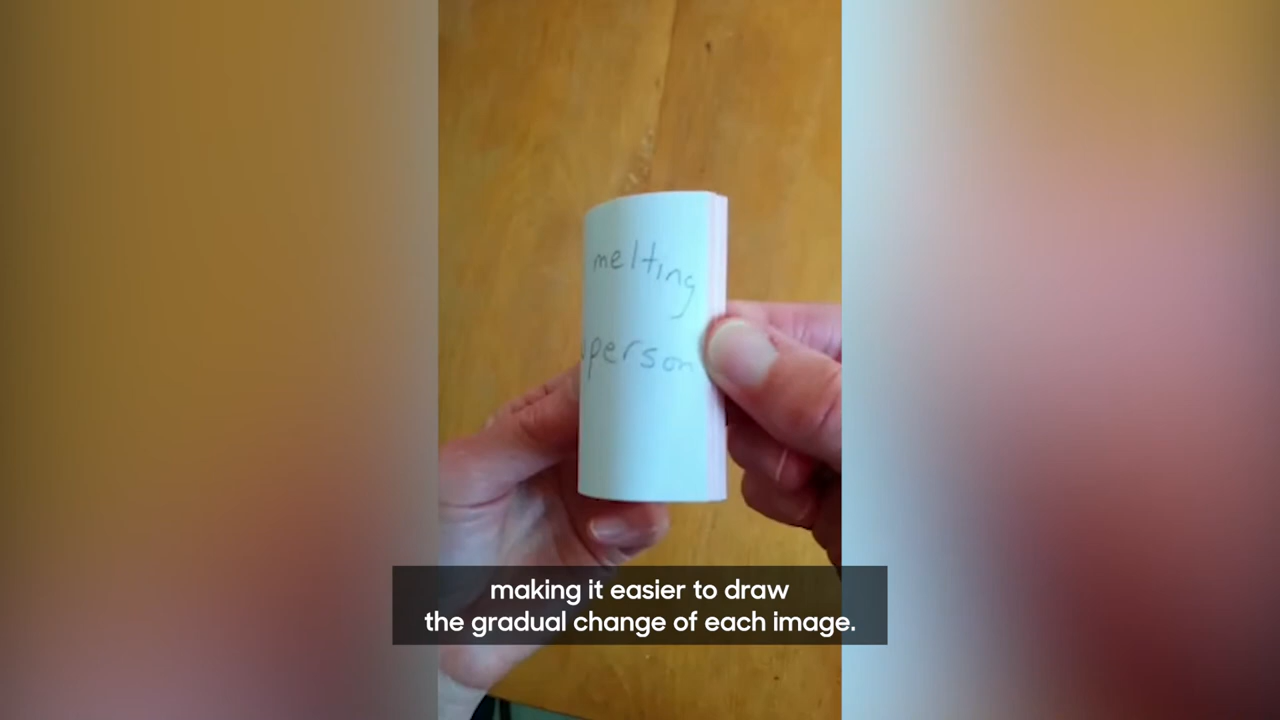 melting
person
making it easier to draw
the gradual change of each image.